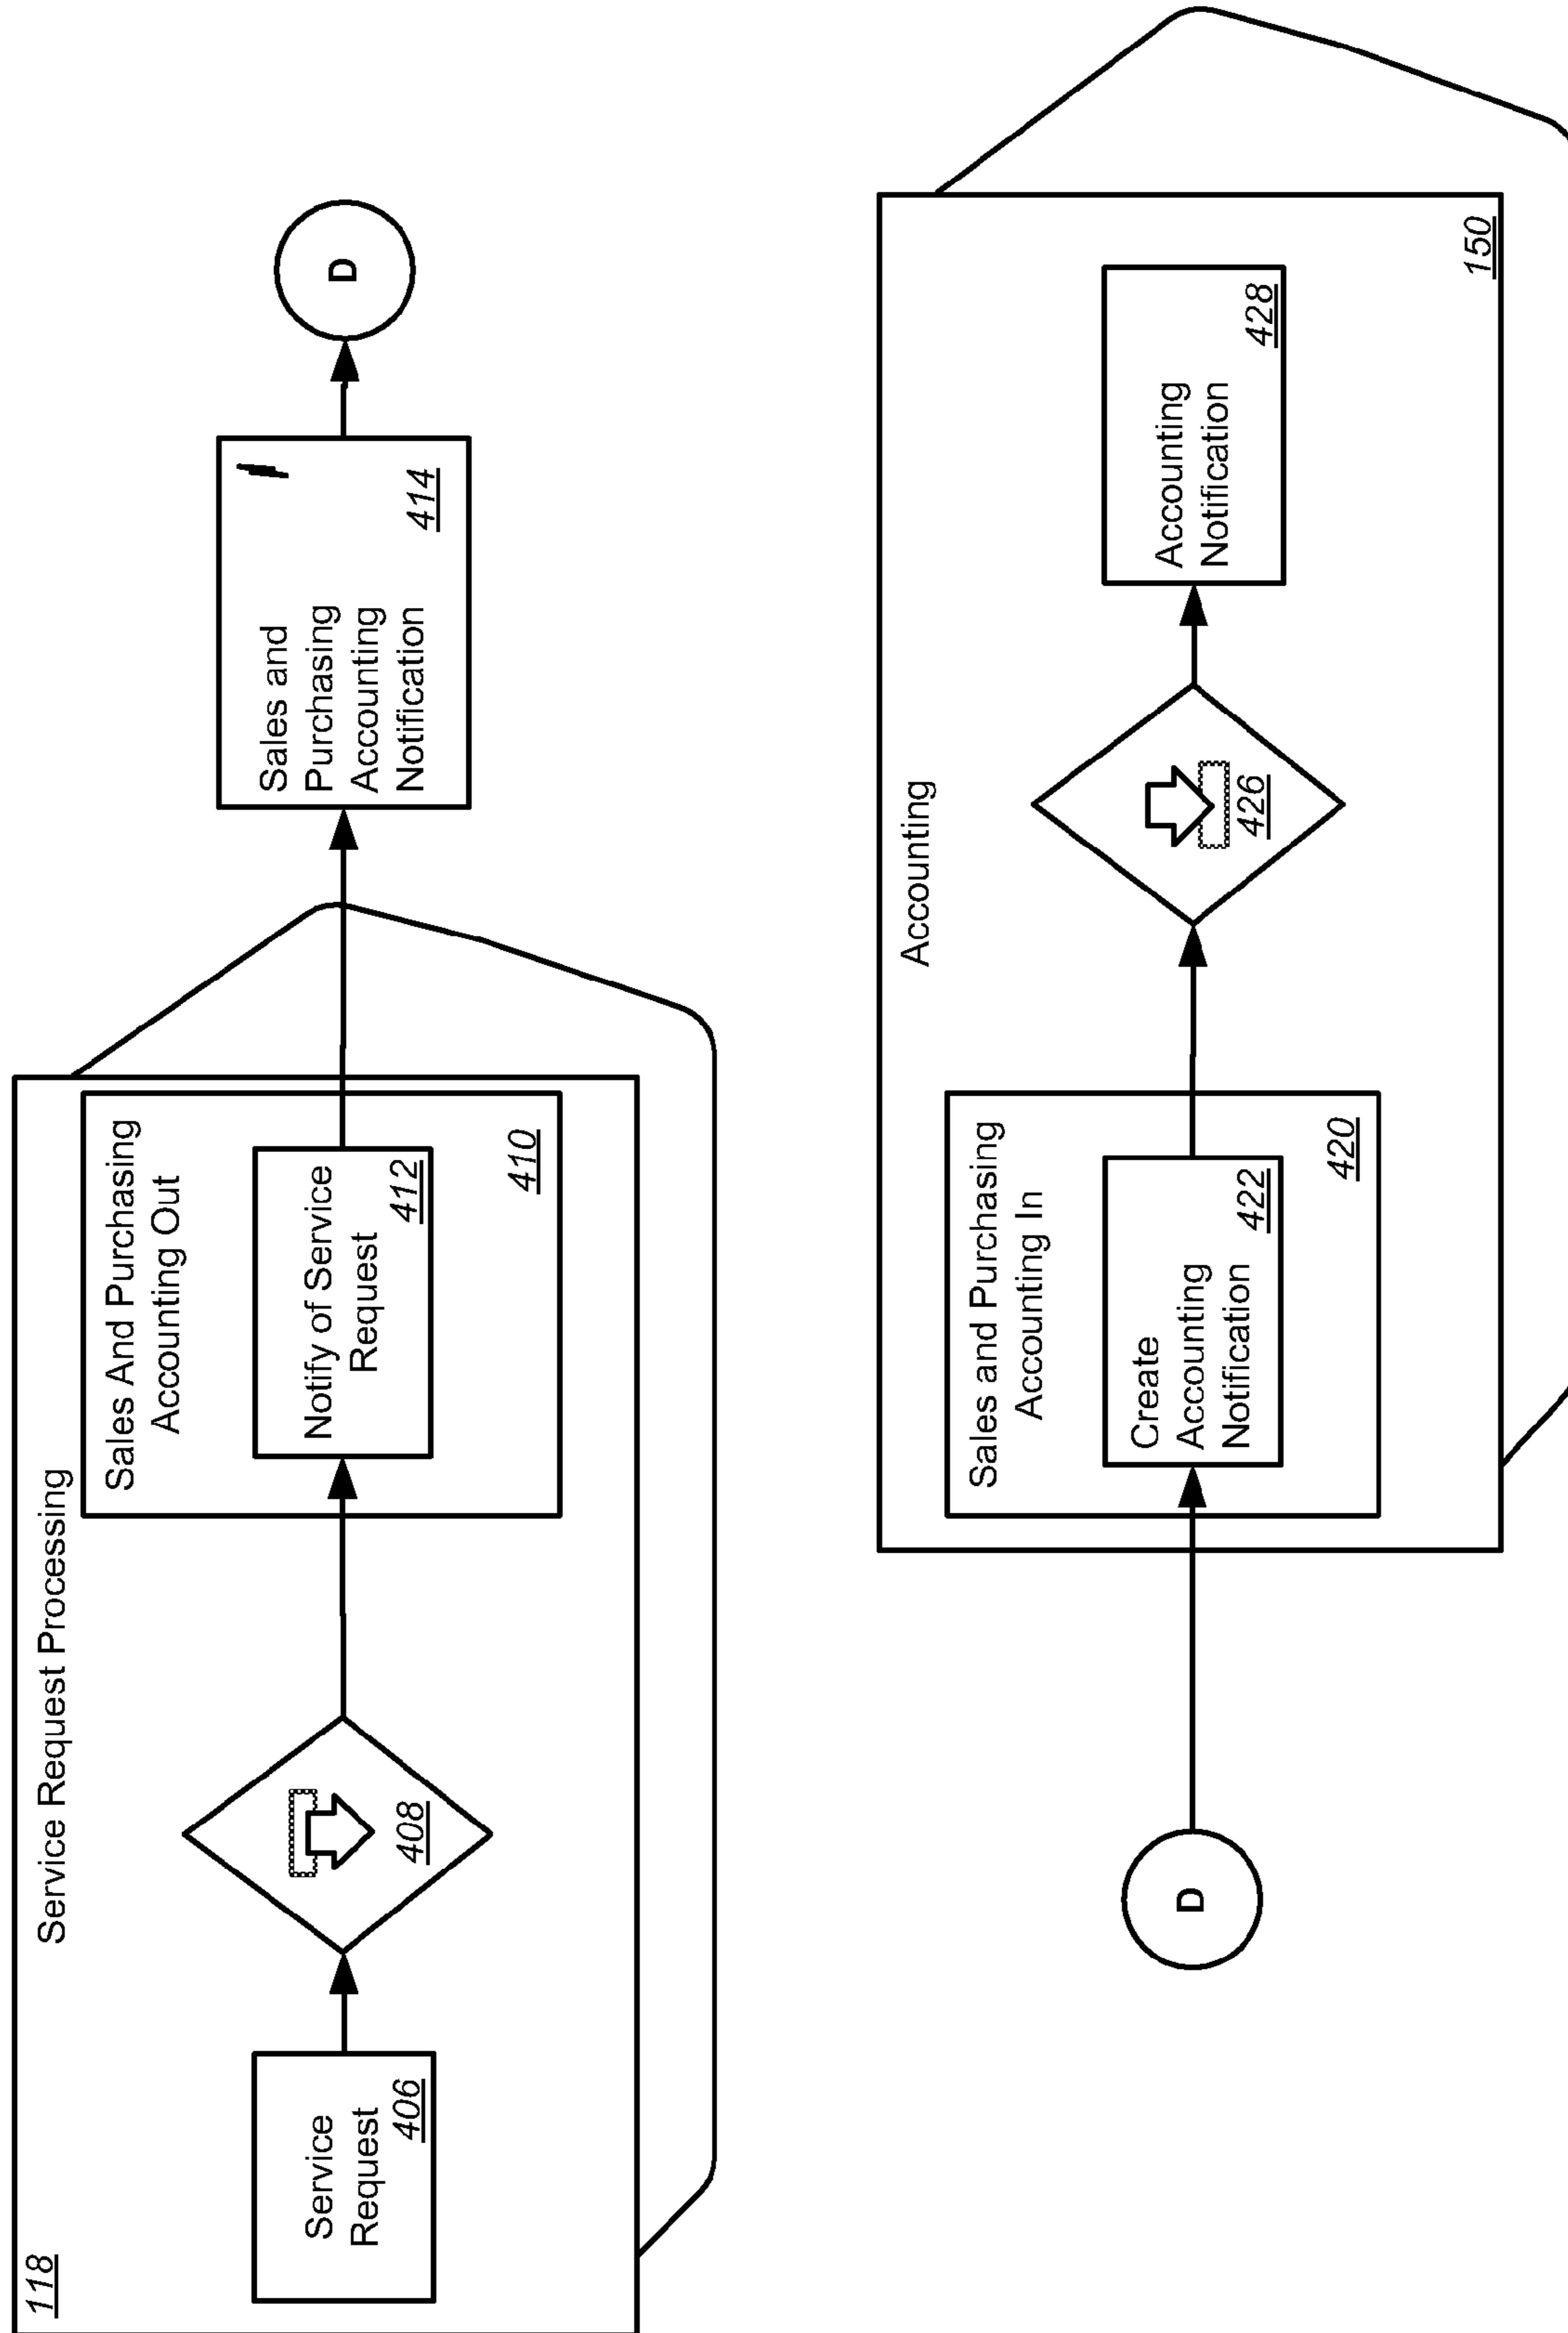 118
Service Request Processing
Service
Request
406
408
Sales And Purchasing
Accounting Out
Notify of Service
Request
412
410
Sales and
Purchasing
Accounting
Notification
414
D
D
Accounting
Sales and Purchasing
Accounting In
Create
Accounting
Notification
422
420
426
Accounting
Notification
428
150